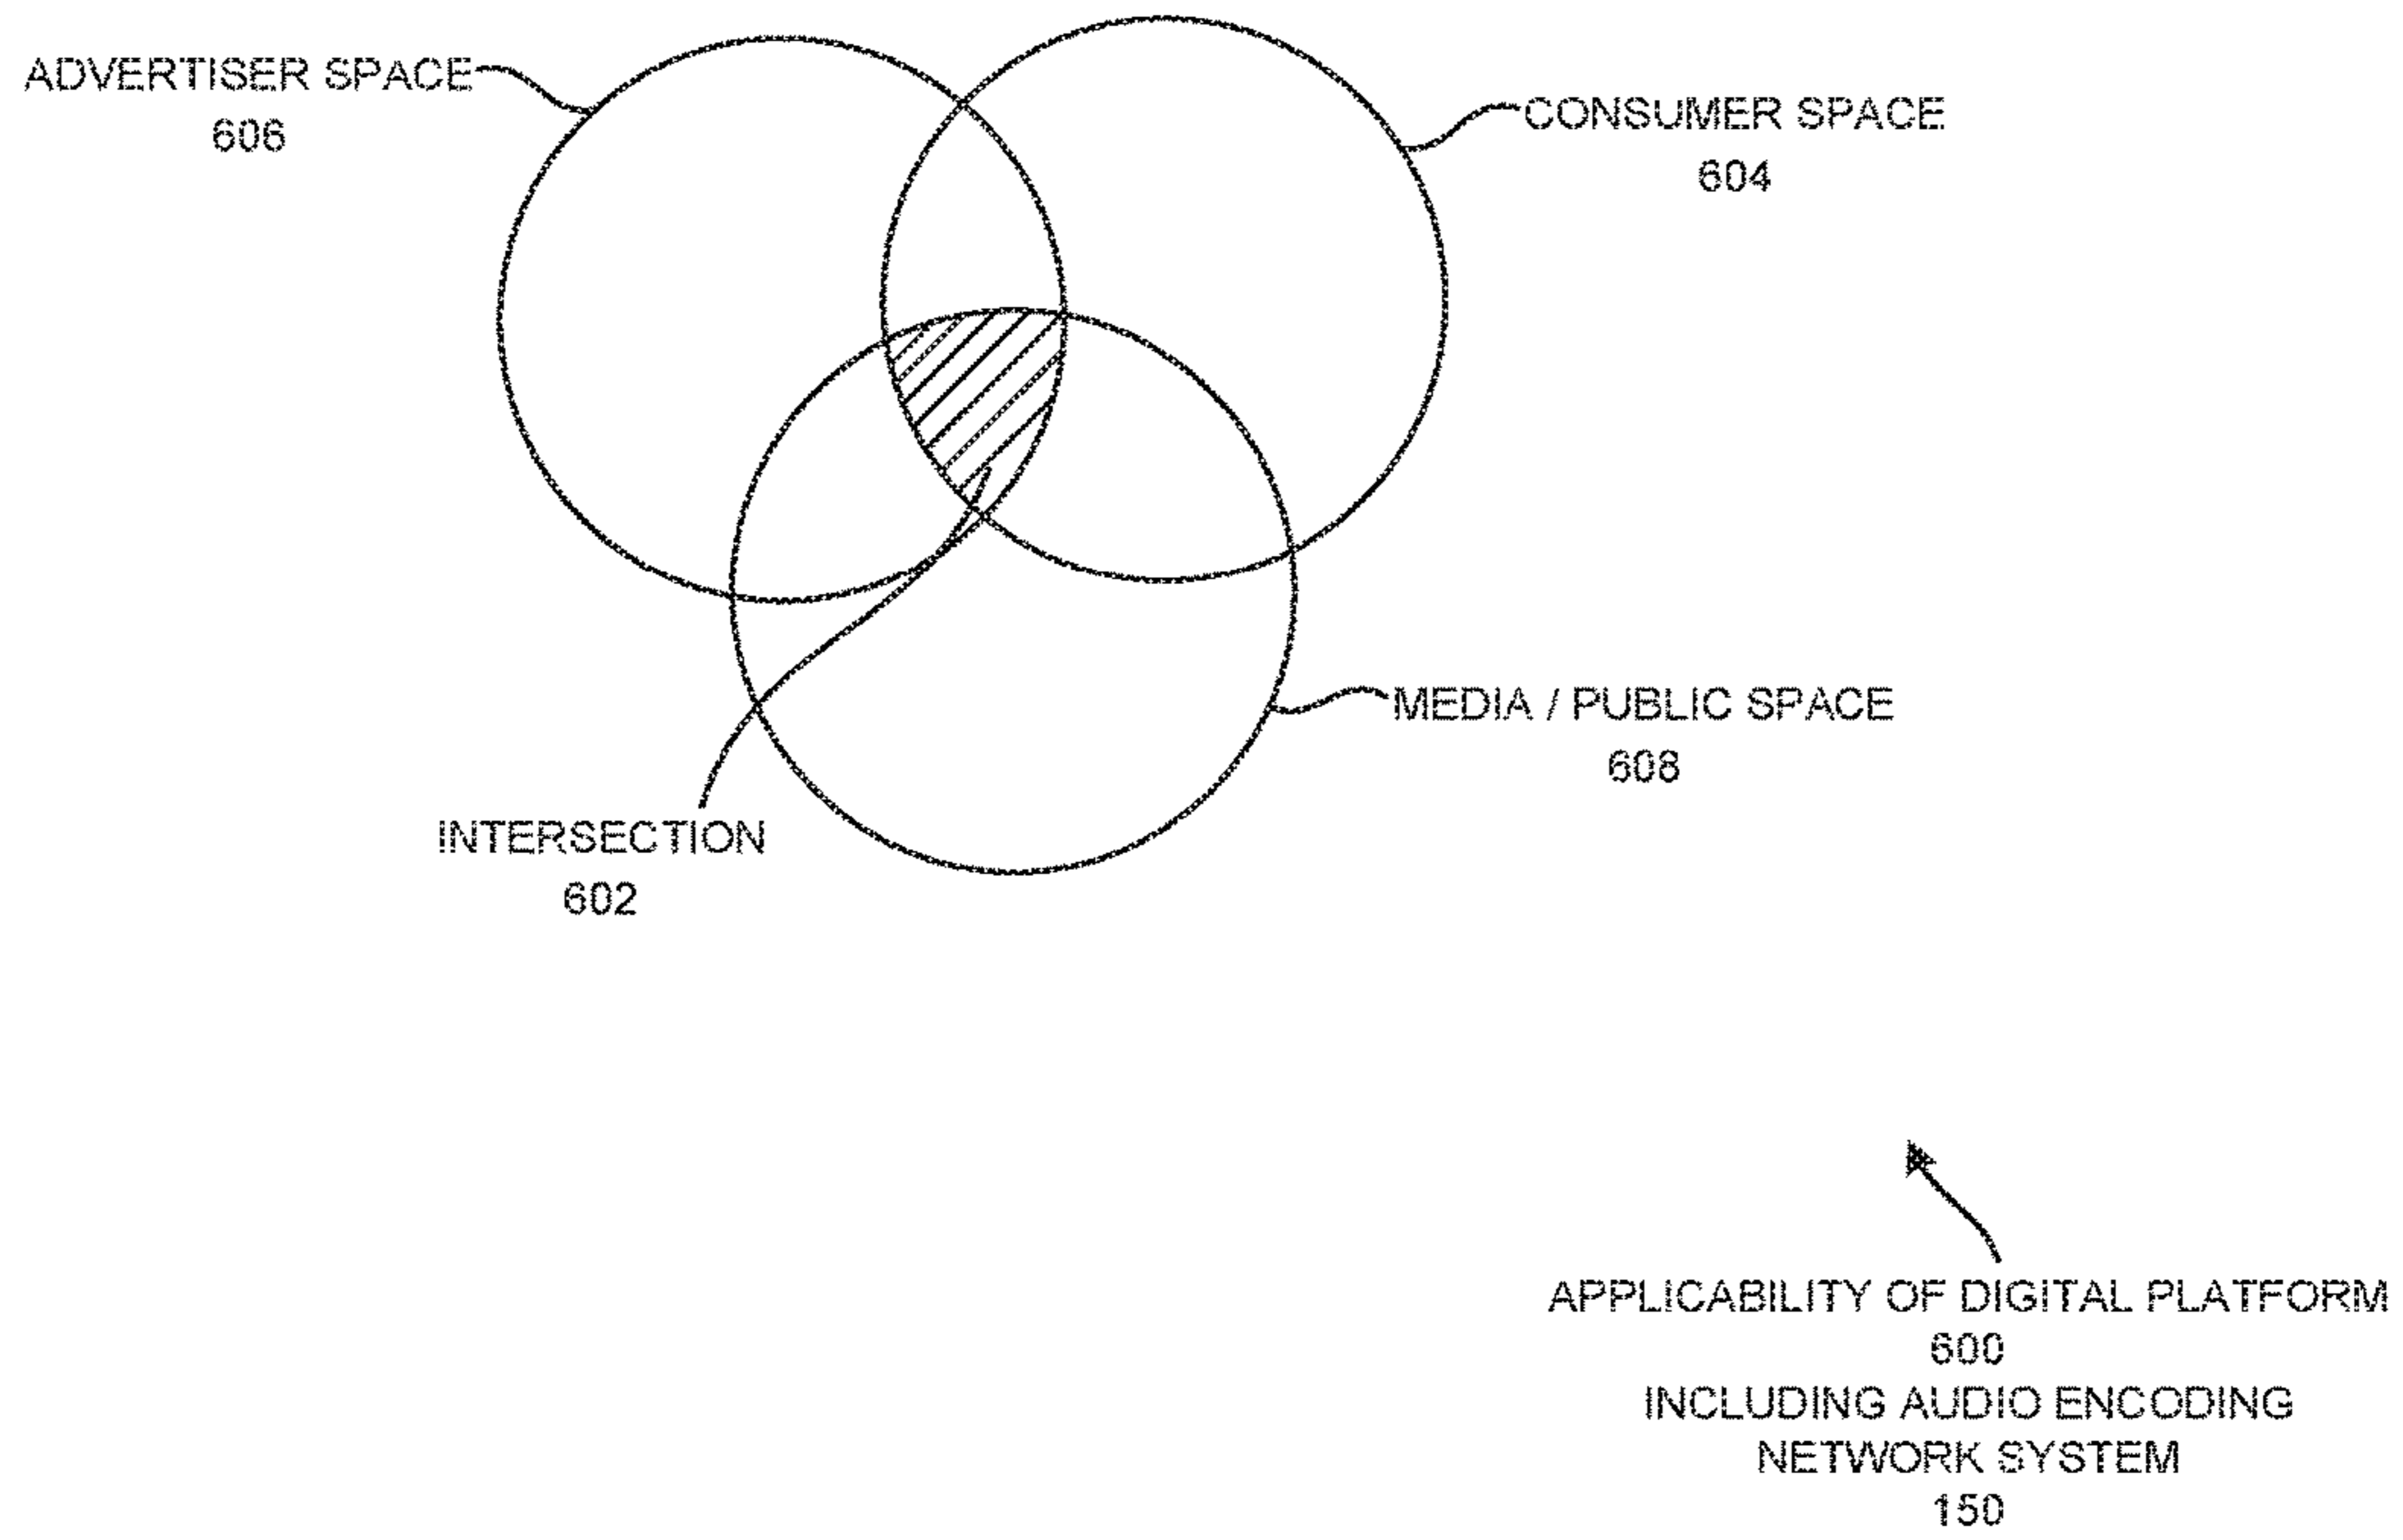 ADVERTISER SPACE
606
CONSUMER SPACE
604
MEDIA / PUBLIC SPACE
608
INTERSECTION
602
APPLICABILITY OF DIGITAL PLATFORM
600
INCLUDING AUDIO ENCODING
NETWORK SYSTEM
150